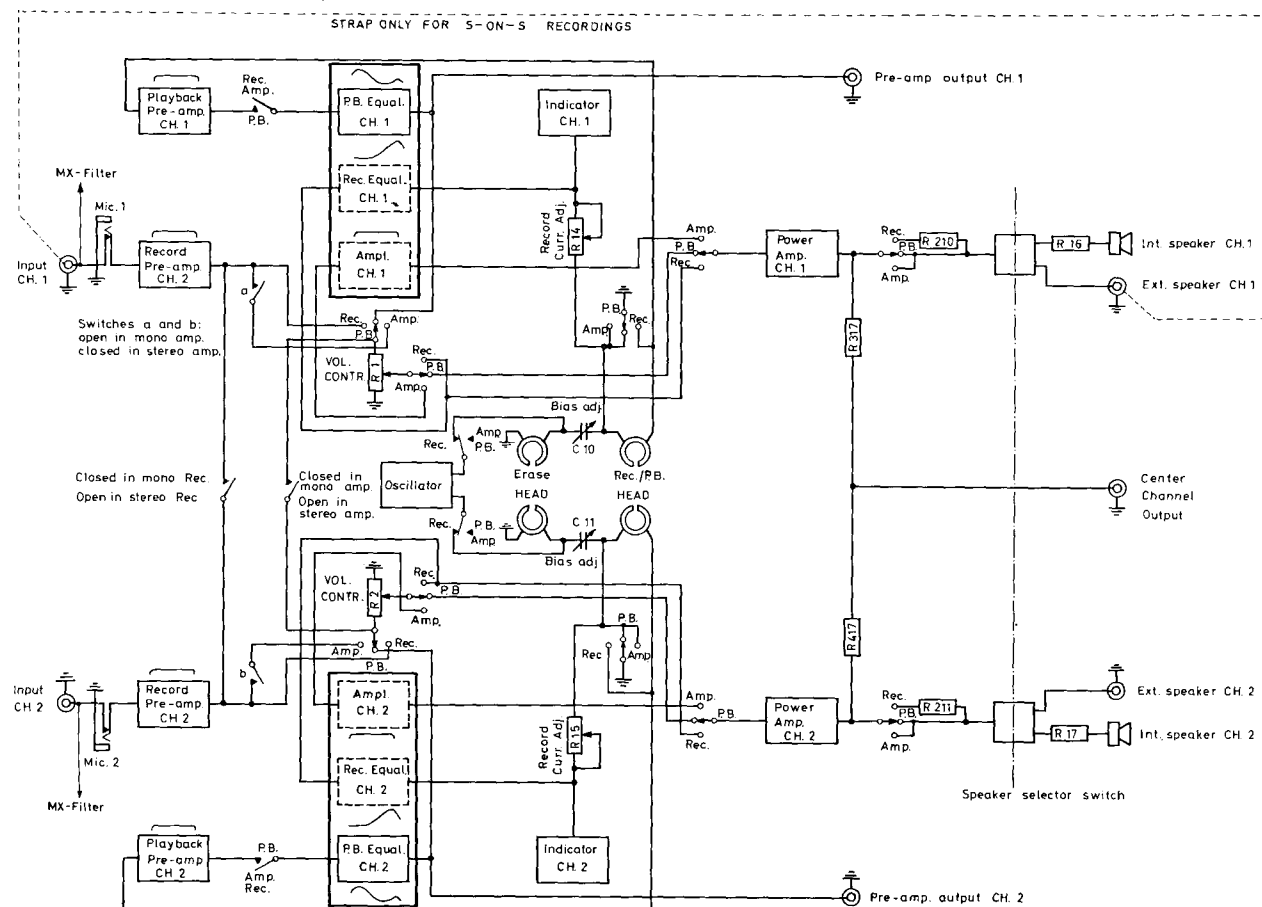 STRAP ONLY FOR S-ON-S RECORDINGS
Playback
Pre-amp.
CH. 1
Rec.
Amp.
P.B.
P.B. Equal.
CH. 1
Indicator
CH. 1
Pre-amp output CH. 1
Rec. Equal.
CH. 1
Ampl.
CH. 1
Record
Curr. Adj.
R 14
MX-Filter
Mic. 1
Input
CH. 1
Record
Pre-amp.
CH. 2
a
Switches a and b:
open in mono amp.
closed in stereo amp.
Rec.
P.B.
Amp.
VOL.
CONTR.
R 1
Rec.
P.B.
Amp.
P.B.
Amp.
Rec.
Amp.
P.B.
Rec.
Power
Amp.
CH. 1
Rec.
P.B.
Amp.
R 210
R 16
Int. speaker CH. 1
Ext. speaker CH. 1
R 317
Bias adj.
C 10
Rec.
Amp.
P.B.
Erase
HEAD
Rec./P.B.
HEAD
Oscillator
Closed in mono Rec.
Open in stereo Rec
Closed in
mono amp.
Open in
stereo amp.
Rec.
P.B.
Amp
C 11
Bias adj
Center
Channel
Output
VOL.
CONTR.
R 2
Rec.
P.B
Amp.
Amp.
P.B.
Rec.
b
R 417
P.B.
Rec
Amp
Input
CH. 2
Record
Pre-amp.
CH. 2
Mic. 2
MX-Filter
Ampl.
CH. 2
Rec. Equal.
CH. 2
P.B. Equal.
CH. 2
Record
Curr. Adj.
R 15
Indicator
CH. 2
Amp.
P.B.
Rec.
Power
Amp.
CH. 2
Rec.
P.B.
Amp.
R 211
R 17
Ext. speaker CH. 2
Int. speaker CH. 2
Speaker selector switch
Playback
Pre-amp
CH. 2
P.B.
Amp.
Rec.
Pre-amp. output CH. 2